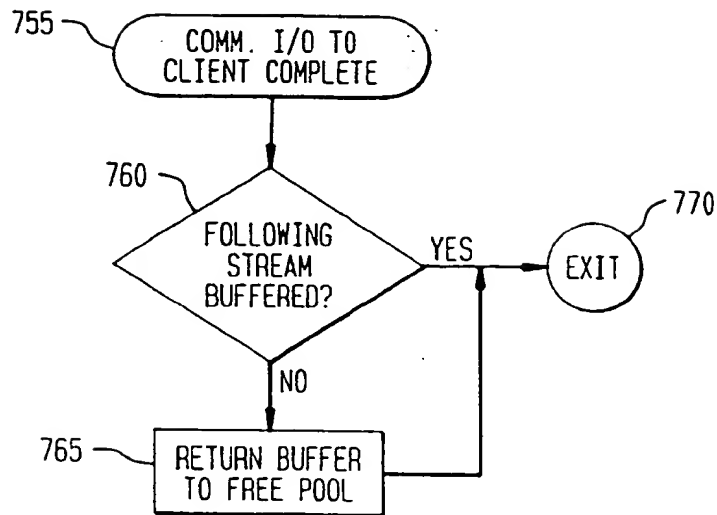 755
COMM. I/O TO
CLIENT COMPLETE
760
FOLLOWING
STREAM
BUFFERED?
YES
770
EXIT
NO
765
RETURN BUFFER
TO FREE POOL